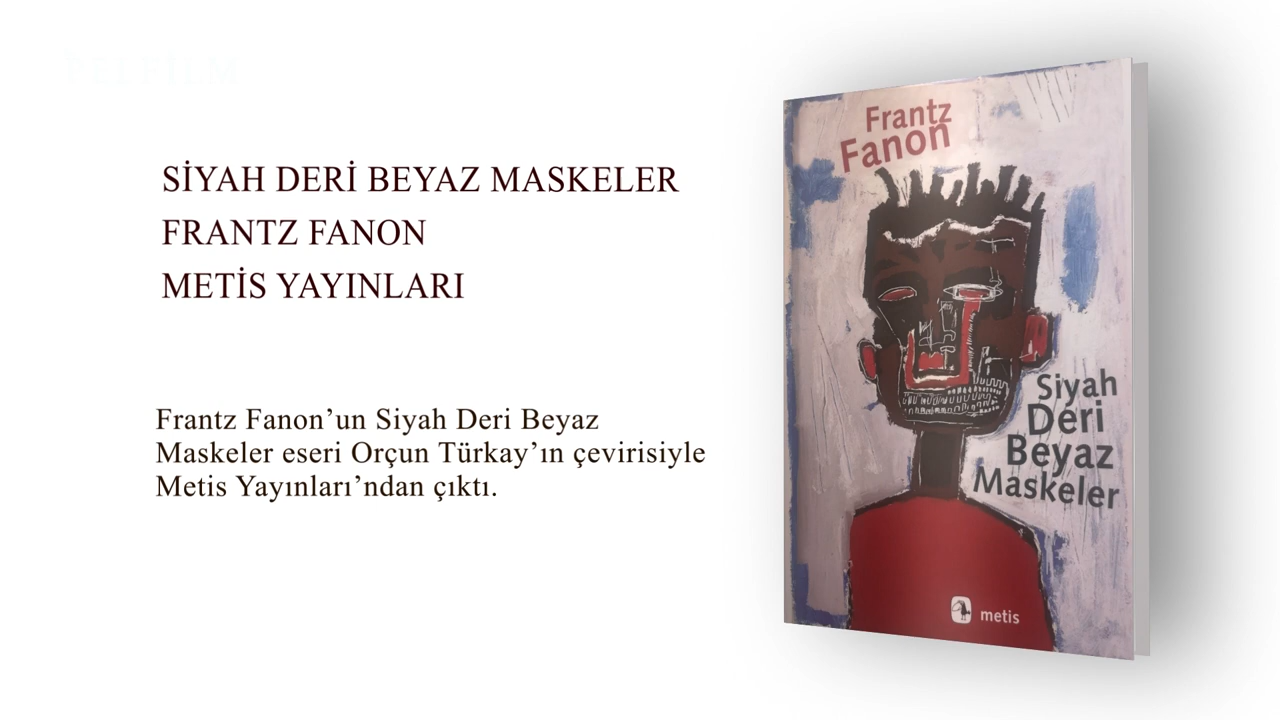 SİYAH DERİ BEYAZ MASKELER
FRANTZ FANON
METİS YAYINLARI
Frantz Fanon’un Siyah Deri Beyaz
Maskeler eseri Orçun Türkay’ın çevirisiyle
Metis Yayınları’ndan çıktı.
Frantz
Fanon
Siyah
Deri
Beyaz
Maskeler
metis